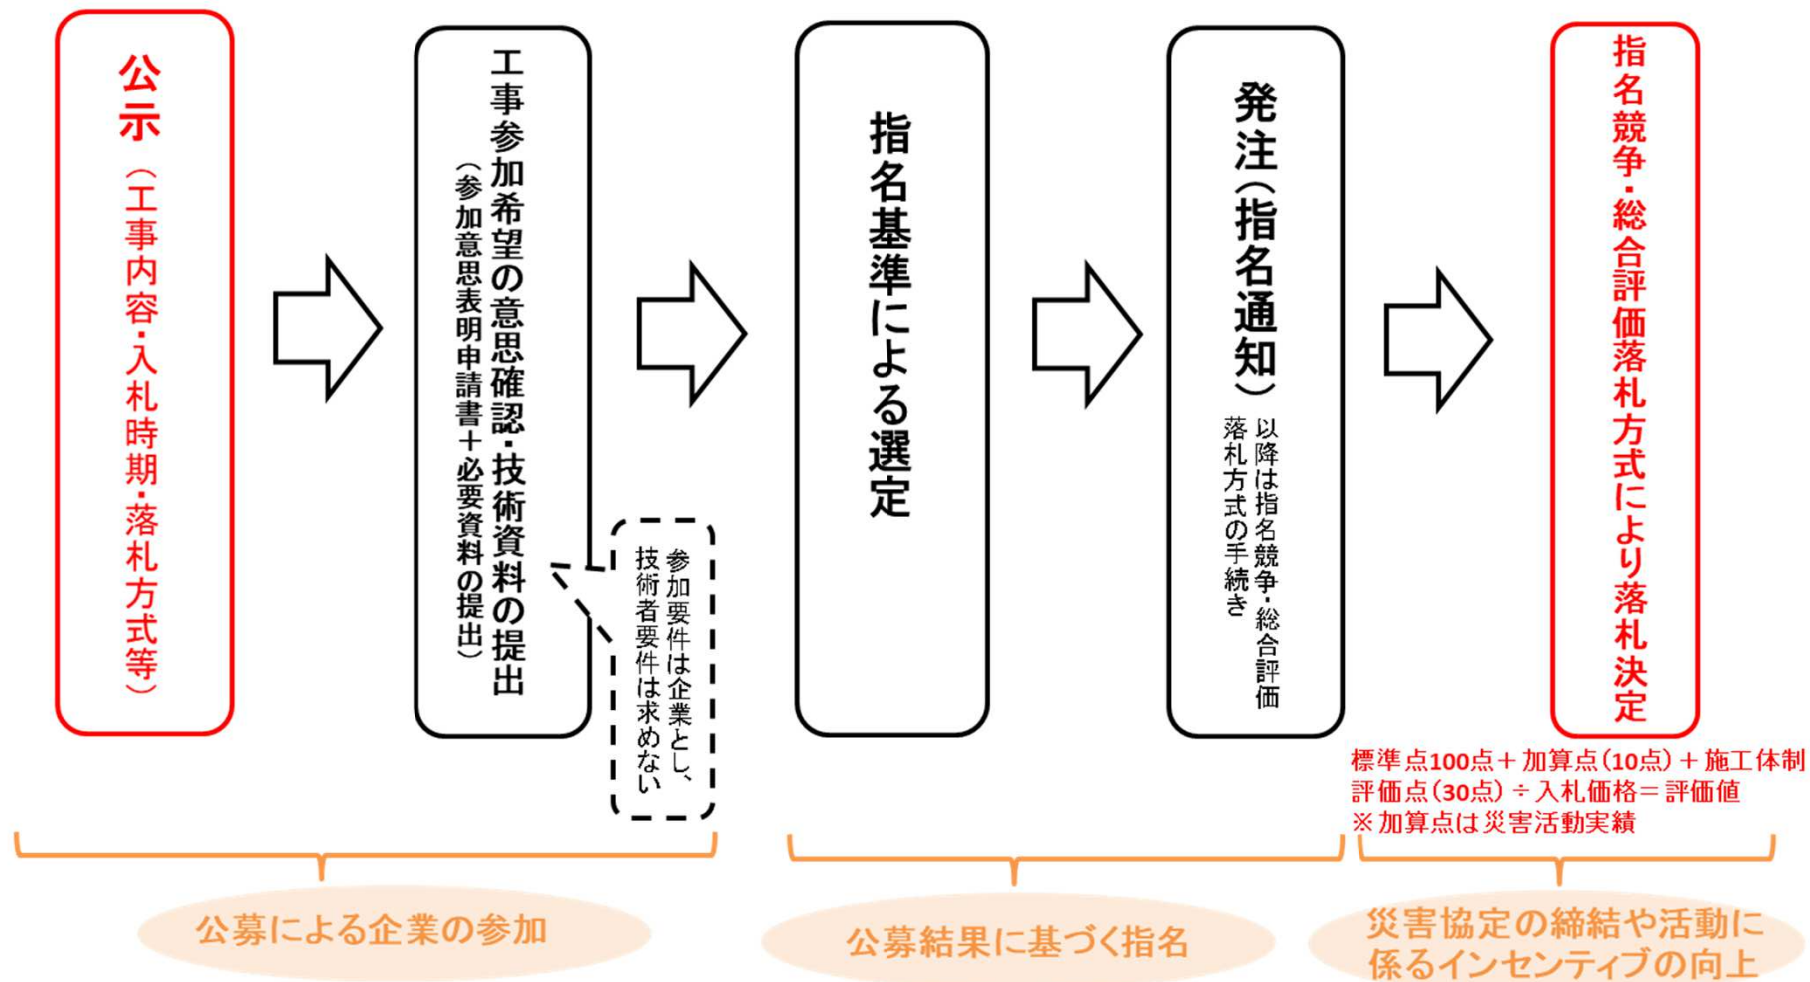 公示（工事内容・入札時期・落札方式等）
工事参加希望の意思確認・技術資料の提出
（参加意思表明申請書＋必要資料の提出）
参加要件は企業とし、
技術者要件は求めない
指名基準による選定
発注（指名通知）
以降は指名競争・総合評価
落札方式の手続き
指名競争・総合評価落札方式により落札決定
標準点100点＋加算点（10点）＋施工体制
評価点（30点）÷入札価格＝評価値
※加算点は災害活動実績
公募による企業の参加
公募結果に基づく指名
災害協定の締結や活動に
係るインセンティブの向上